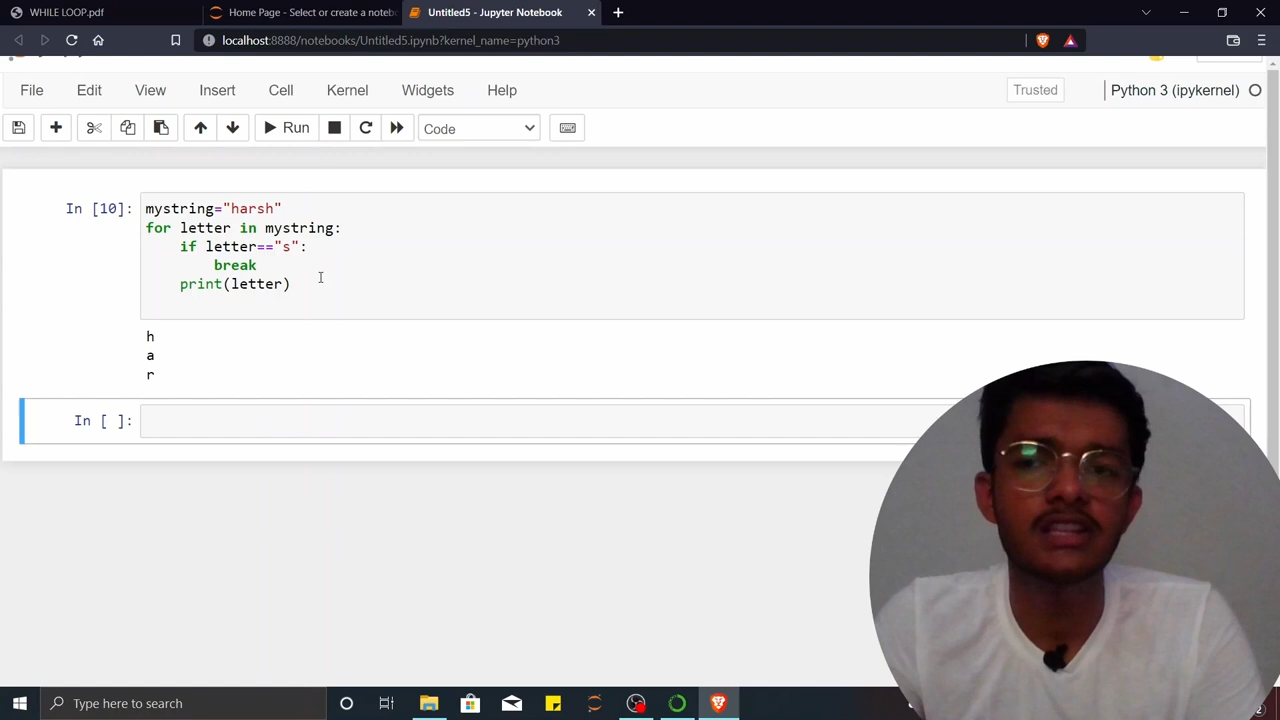 WHILE LOOP.pdf
Home Page - Select or create a noteb
Untitled5 - Jupyter Notebook
localhost:8888/notebooks/Untitled5.ipynb?kernel_name=python3
File Edit View Insert Cell Kernel Widgets Help
Trusted
Python 3 (ipykernel)
Run
Code
In [10]:
mystring="harsh"
for letter in mystring:
if letter=="s":
break
print(letter)
h
a
r
In [ ]:
Type here to search
2